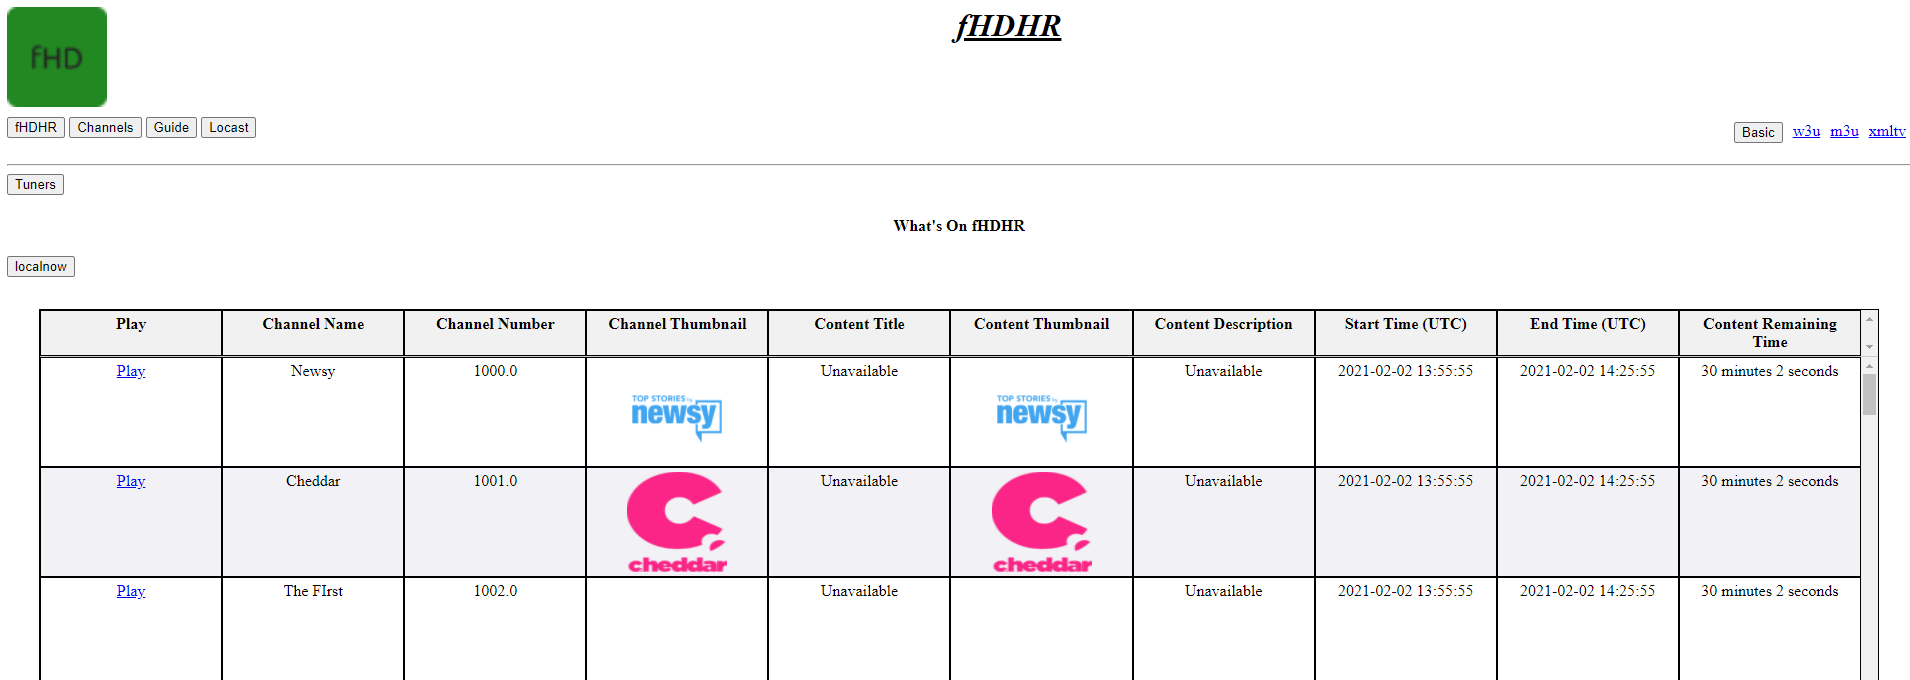 fHD
fHDHR
fHDHR Channels Guide Locast Basic w3u m3u xmltv
Tuners
What's On fHDHR
localnow
Play Channel Name Channel Number Channel Thumbnail Content Title Content Thumbnail Content Description Start Time (UTC) End Time (UTC) Content Remaining
Time
Play Newsy 1000.0 Unavailable Unavailable 2021-02-02 13:55:55 2021-02-02 14:25:55 30 minutes 2 seconds
TOP STORIES by TOP STORIES by
newsy newsy
Play Cheddar 1001.0 Unavailable Unavailable 2021-02-02 13:55:55 2021-02-02 14:25:55 30 minutes 2 seconds
cheddar cheddar
Play The FIrst 1002.0 Unavailable Unavailable 2021-02-02 13:55:55 2021-02-02 14:25:55 30 minutes 2 seconds